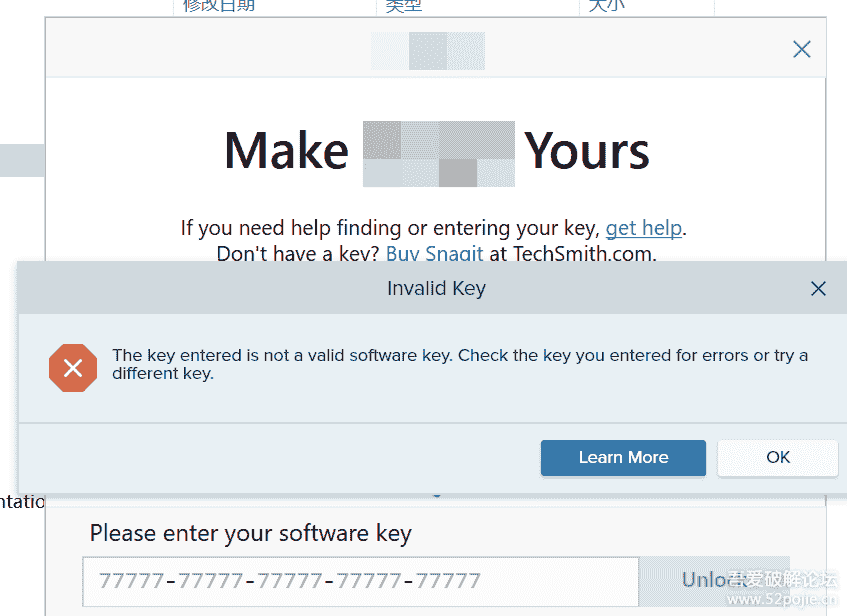 修改日期 类型 大小
Make Yours
If you need help finding or entering your key, get help.
Don't have a key? Buy Snagit at TechSmith.com.
Invalid Key
The key entered is not a valid software key. Check the key you entered for errors or try a
different key.
Learn More OK
ntatio
Please enter your software key
77777-77777-77777-77777-77777
吾爱破解论坛
www.52pojie.cn